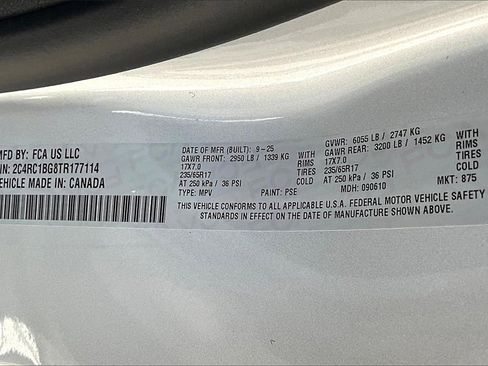 MFD BY: FCA US LLC
IN: 2C4RC1BG8TR177114
VEHICLE MADE IN: CANADA
DATE OF MFR (BUILT): 9-25
GAWR FRONT: 2950 LB / 1339 KG WITH
17X7.0 RIMS
235/65R17 TIRES
AT 250 kPa / 36 PSI COLD
TYPE: MPV PAINT: PSE
GVWR: 6055 LB / 2747 KG
GAWR REAR: 3200 LB / 1452 KG WITH
17X7.0 RIMS
235/65R17 TIRES
AT 250 kPa / 36 PSI COLD
MDH: 090610 MKT: 875
THIS VEHICLE CONFORMS TO ALL APPLICABLE U.S.A. FEDERAL MOTOR VEHICLE SAFETY
STANDARDS IN EFFECT ON THE DATE OF MANUFACTURE SHOWN ABOVE.